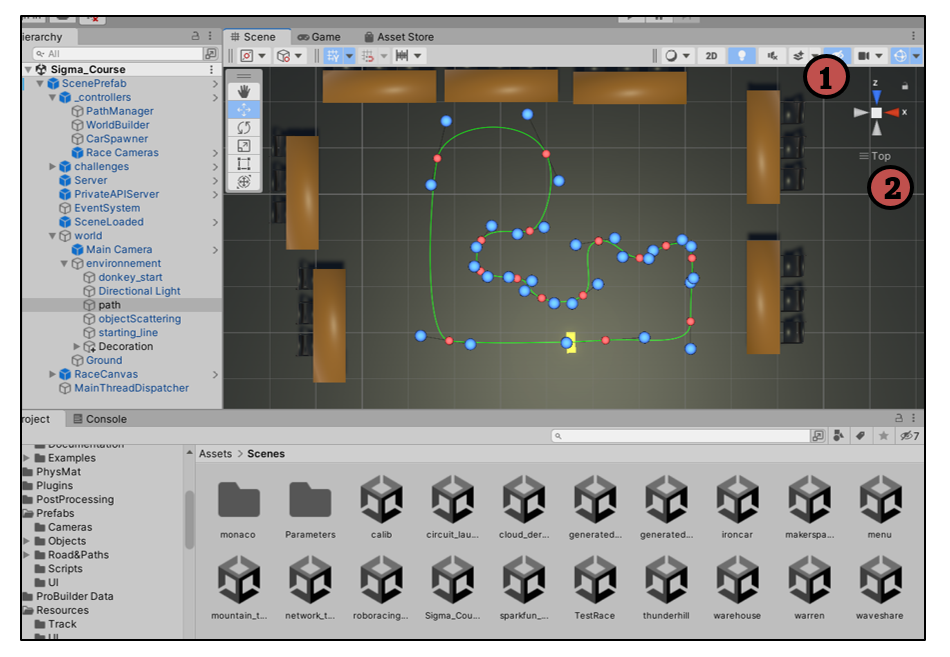 ierarchy
Scene
Game
Asset Store
All
2D
Sigma_Course
ScenePrefab
_controllers
PathManager
WorldBuilder
CarSpawner
Race Cameras
challenges
Server
PrivateAPIServer
EventSystem
SceneLoaded
world
Main Camera
environnement
donkey_start
Directional Light
path
objectScattering
starting_line
Decoration
Ground
RaceCanvas
MainThreadDispatcher
1
z
x
Top
2
roject
Console
7
Documentation
Examples
PhysMat
Plugins
PostProcessing
Prefabs
Cameras
Objects
Road&Paths
Scripts
UI
ProBuilder Data
Resources
Track
UI
Assets > Scenes
monaco
Parameters
calib
circuit_lau...
cloud_der...
generated...
generated...
ironcar
makerspa...
menu
mountain_t...
network_t...
roboracing...
Sigma_Cou...
sparkfun_...
TestRace
thunderhill
warehouse
warren
waveshare